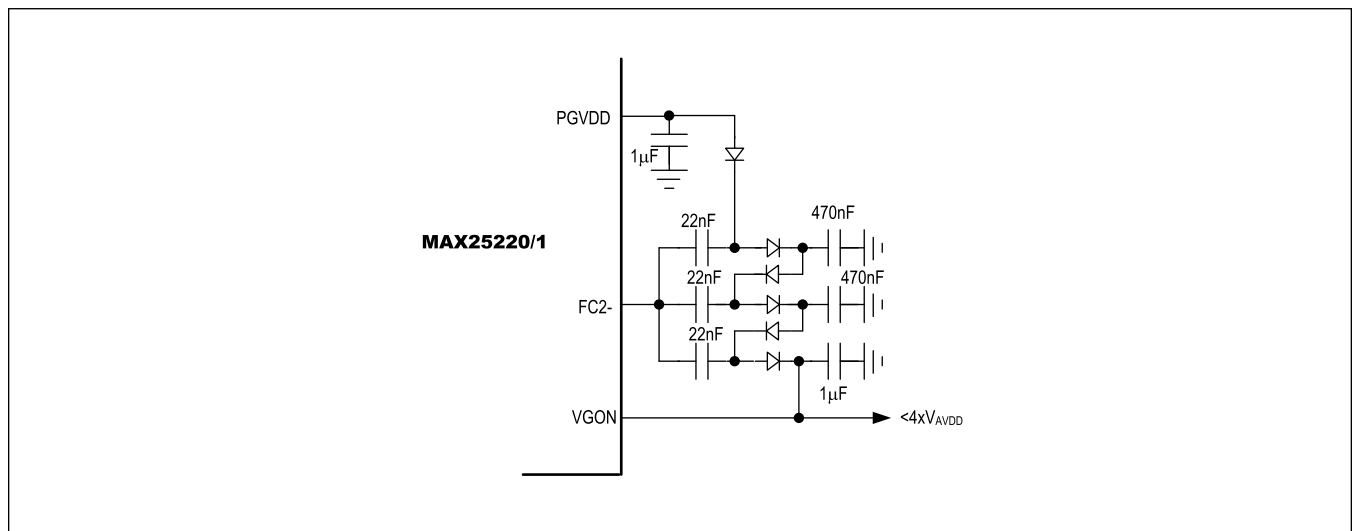 PGVDD
1μF
MAX25220/1
22nF
470nF
22nF
470nF
FC2-
22nF
1μF
VGON
<4xVAVDD